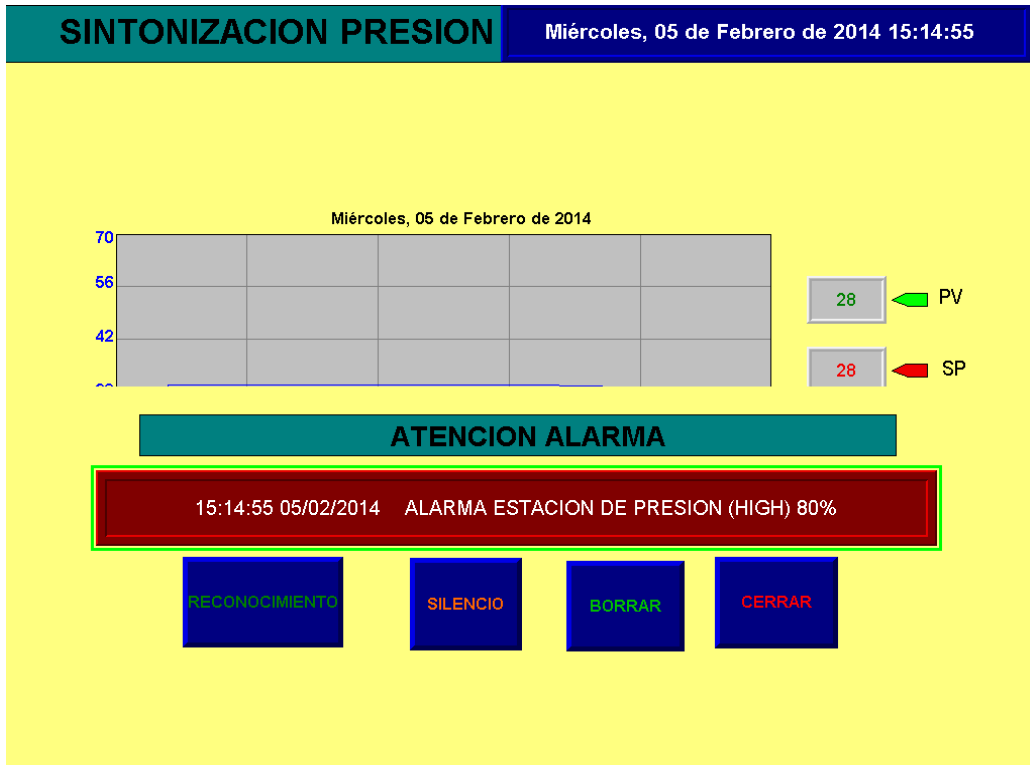 SINTONIZACION PRESION
Miércoles, 05 de Febrero de 2014 15:14:55
Miércoles, 05 de Febrero de 2014
70
56
42
28
PV
28
SP
ATENCION ALARMA
15:14:55 05/02/2014 ALARMA ESTACION DE PRESION (HIGH) 80%
RECONOCIMIENTO
SILENCIO
BORRAR
CERRAR